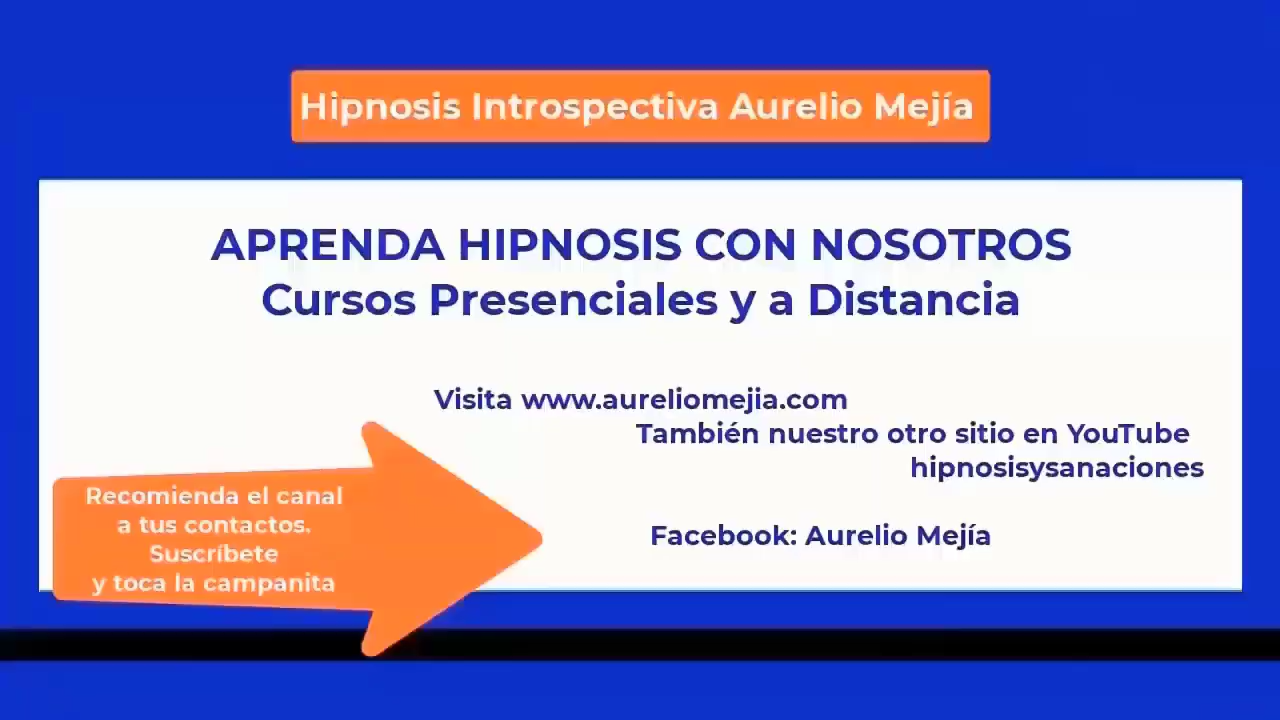 Hipnosis Introspectiva Aurelio Mejía
APRENDA HIPNOSIS CON NOSOTROS
Cursos Presenciales y a Distancia
Visita www.aureliomejia.com
También nuestro otro sitio en YouTube
hipnosisysanaciones
Facebook: Aurelio Mejía
Recomienda el canal
a tus contactos.
Suscríbete
y toca la campanita